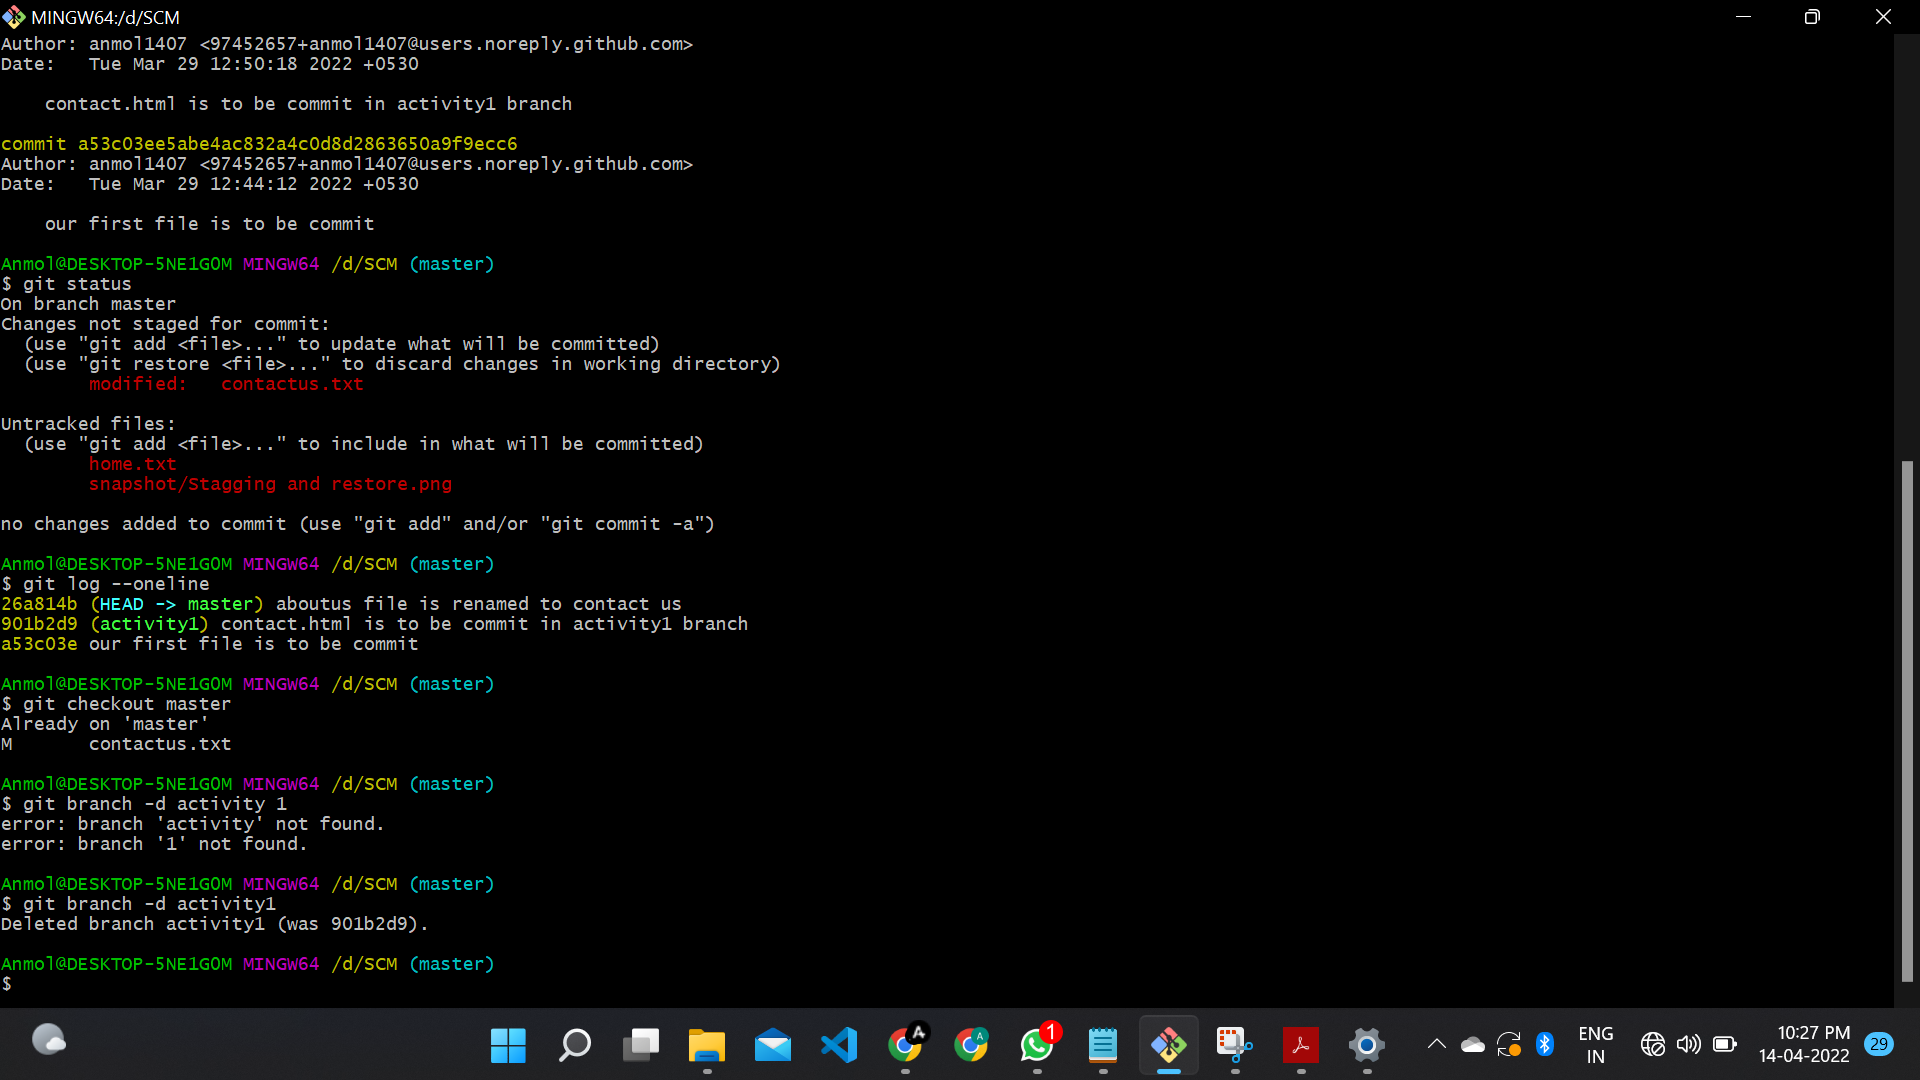 MINGW64:/d/SCM
Author: anmol1407 <97452657+anmol1407@users.noreply.github.com>
Date:   Tue Mar 29 12:50:18 2022 +0530
    contact.html is to be commit in activity1 branch
commit a53c03ee5abe4ac832a4c0d8d2863650a9f9ecc6
Author: anmol1407 <97452657+anmol1407@users.noreply.github.com>
Date:   Tue Mar 29 12:44:12 2022 +0530
    our first file is to be commit
Anmol@DESKTOP-5NE1G0M MINGW64 /d/SCM (master)
$ git status
On branch master
Changes not staged for commit:
  (use "git add <file>..." to update what will be committed)
  (use "git restore <file>..." to discard changes in working directory)
        modified:   contactus.txt
Untracked files:
  (use "git add <file>..." to include in what will be committed)
        home.txt
        snapshot/Stagging and restore.png
no changes added to commit (use "git add" and/or "git commit -a")
Anmol@DESKTOP-5NE1G0M MINGW64 /d/SCM (master)
$ git log --oneline
26a814b (HEAD -> master) aboutus file is renamed to contact us
901b2d9 (activity1) contact.html is to be commit in activity1 branch
a53c03e our first file is to be commit
Anmol@DESKTOP-5NE1G0M MINGW64 /d/SCM (master)
$ git checkout master
Already on 'master'
M       contactus.txt
Anmol@DESKTOP-5NE1G0M MINGW64 /d/SCM (master)
$ git branch -d activity 1
error: branch 'activity' not found.
error: branch '1' not found.
Anmol@DESKTOP-5NE1G0M MINGW64 /d/SCM (master)
$ git branch -d activity1
Deleted branch activity1 (was 901b2d9).
Anmol@DESKTOP-5NE1G0M MINGW64 /d/SCM (master)
$
A
A
1
ENG
IN
10:27 PM
14-04-2022
29